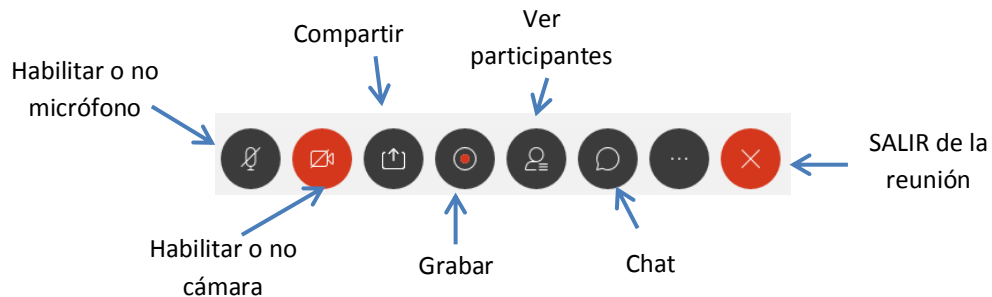 Ver
participantes
Compartir
Habilitar o no
micrófono
SALIR de la
reunión
Habilitar o no
cámara
Grabar
Chat